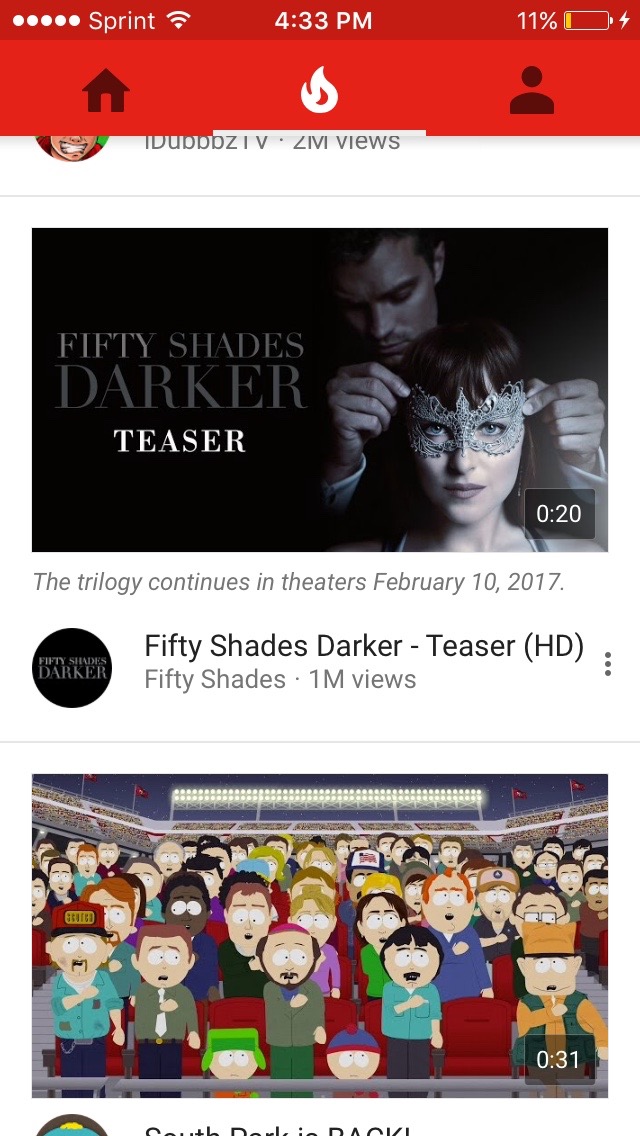 Sprint 4:33 PM 11%
iDubbbzTV · 2M views
FIFTY SHADES
DARKER
TEASER
0:20
The trilogy continues in theaters February 10, 2017.
FIFTY SHADES
DARKER
Fifty Shades Darker - Teaser (HD)
Fifty Shades · 1M views
0:31
South Park is BACK!